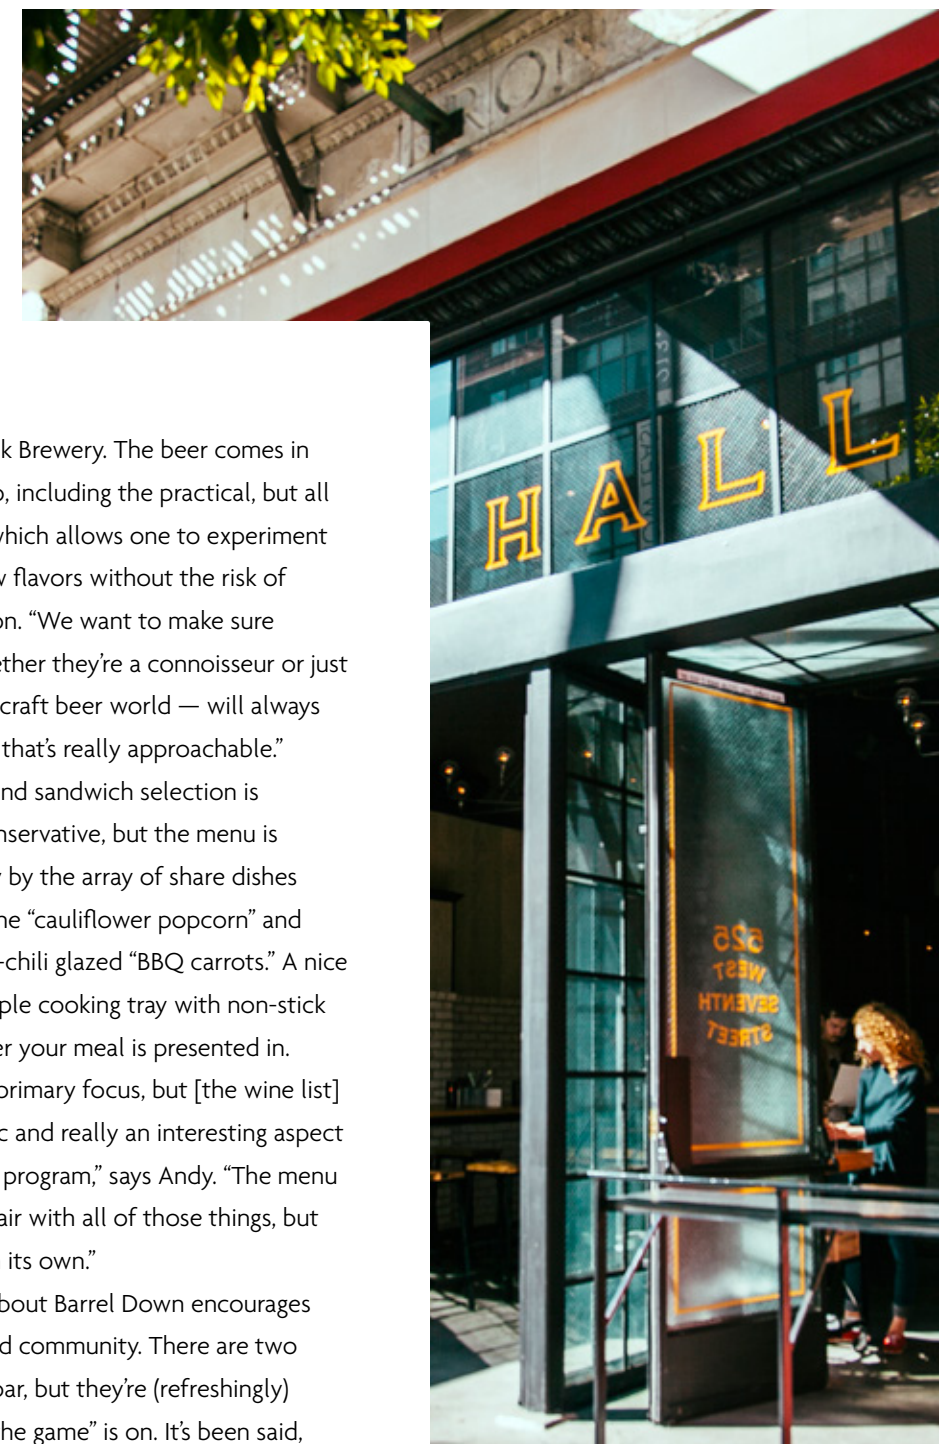 HALL
k Brewery. The beer comes in
, including the practical, but all
which allows one to experiment
flavors without the risk of
on. “We want to make sure
ether they’re a connoisseur or just
craft beer world — will always
that’s really approachable.”
nd sandwich selection is
nservative, but the menu is
by the array of share dishes
he “cauliflower popcorn” and
-chili glazed “BBQ carrots.” A nice
ple cooking tray with non-stick
er your meal is presented in.
primary focus, but [the wine list]
c and really an interesting aspect
program,” says Andy. “The menu
air with all of those things, but
its own.”
bout Barrel Down encourages
d community. There are two
bar, but they’re (refreshingly)
he game” is on. It’s been said,
525
WEST
SEVENTH
STREET